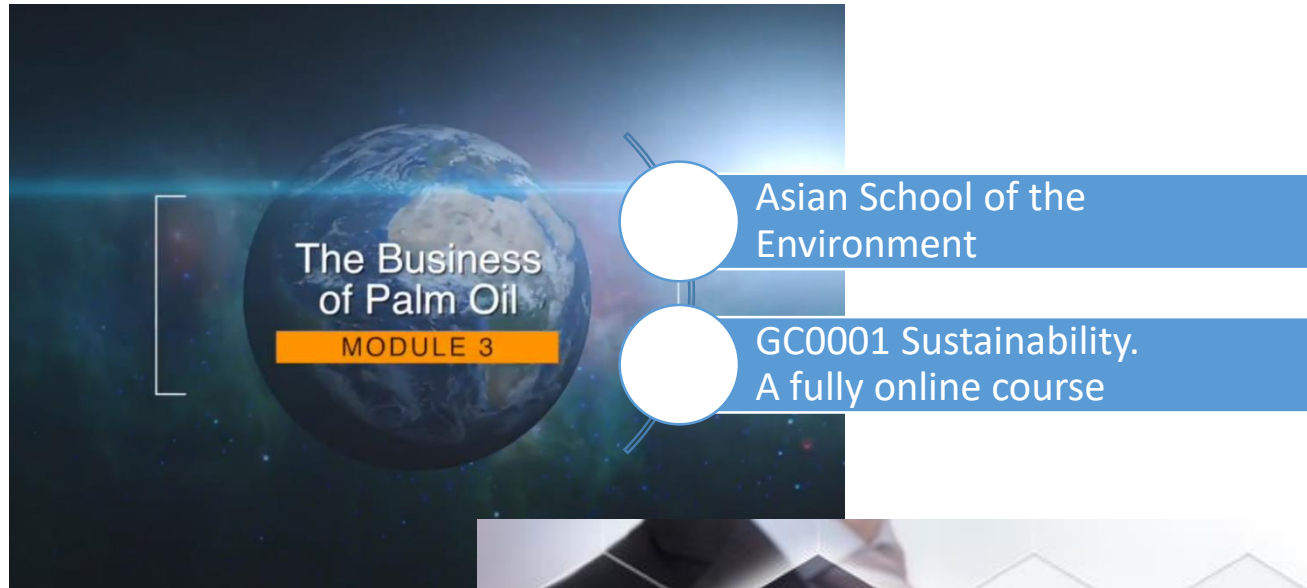 The Business
of Palm Oil
MODULE 3
Asian School of the
Environment
GC0001 Sustainability.
A fully online course